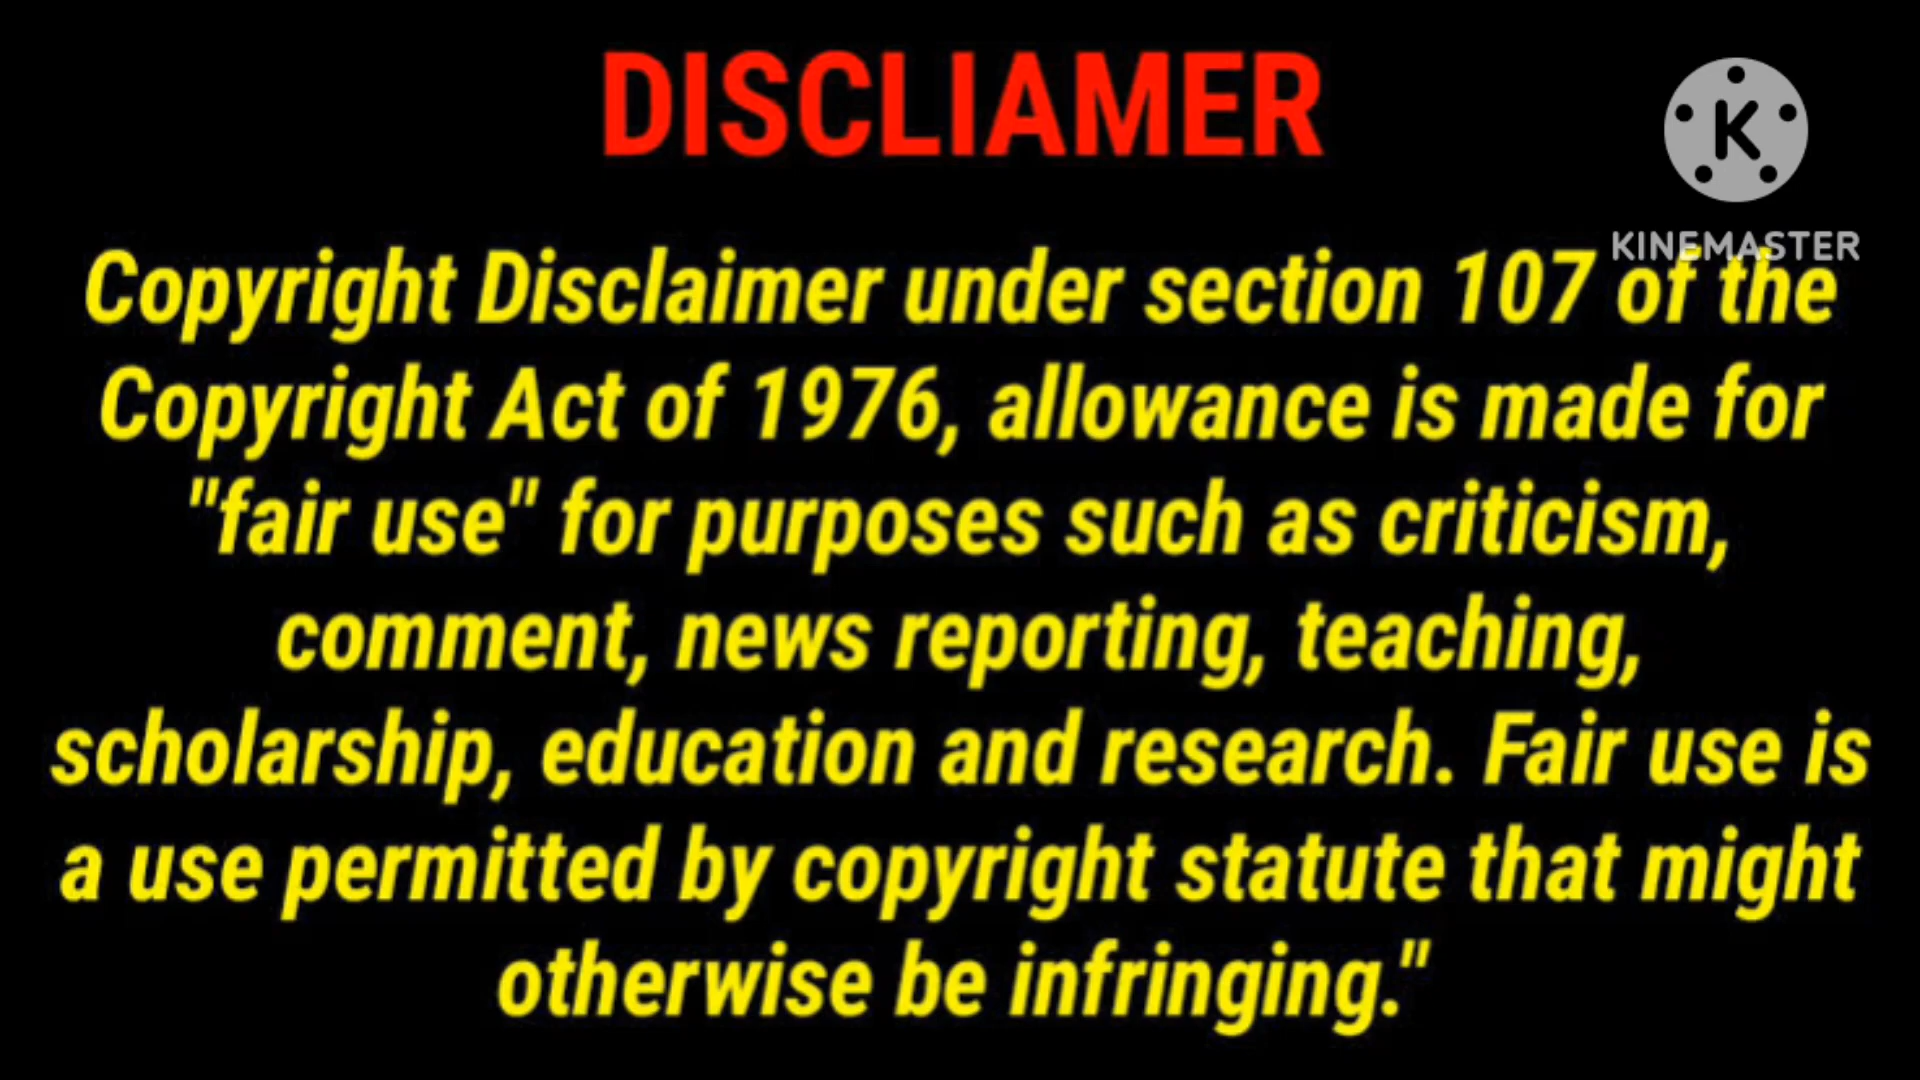 DISCLIAMER
K
KINEMASTER
Copyright Disclaimer under section 107 of the
Copyright Act of 1976, allowance is made for
"fair use" for purposes such as criticism,
comment, news reporting, teaching,
scholarship, education and research. Fair use is
a use permitted by copyright statute that might
otherwise be infringing."